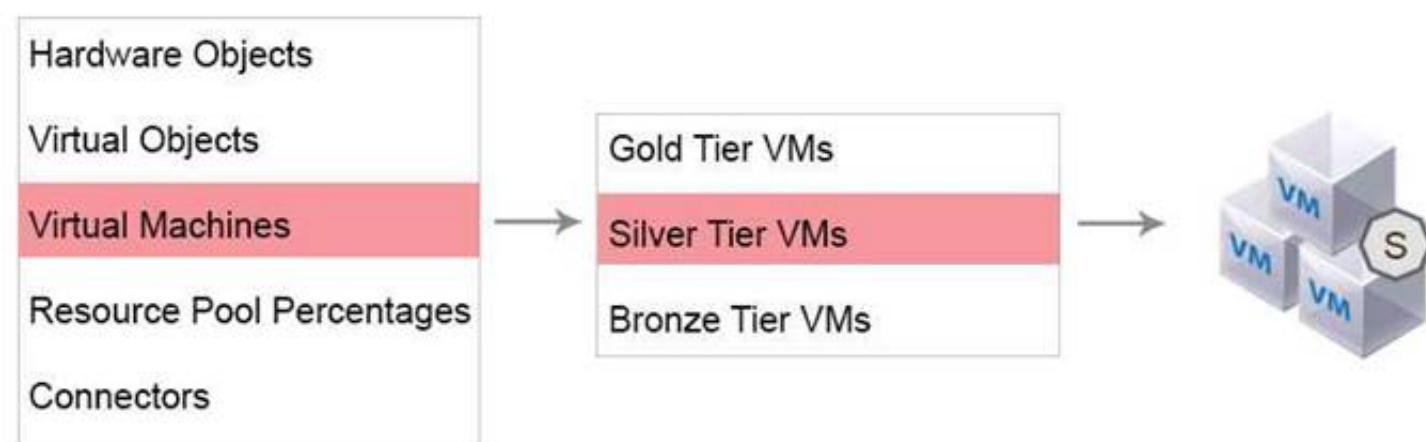 Hardware Objects
Virtual Objects
Virtual Machines
Resource Pool Percentages
Connectors
Gold Tier VMs
Silver Tier VMs
Bronze Tier VMs
VM
VM
VM
S